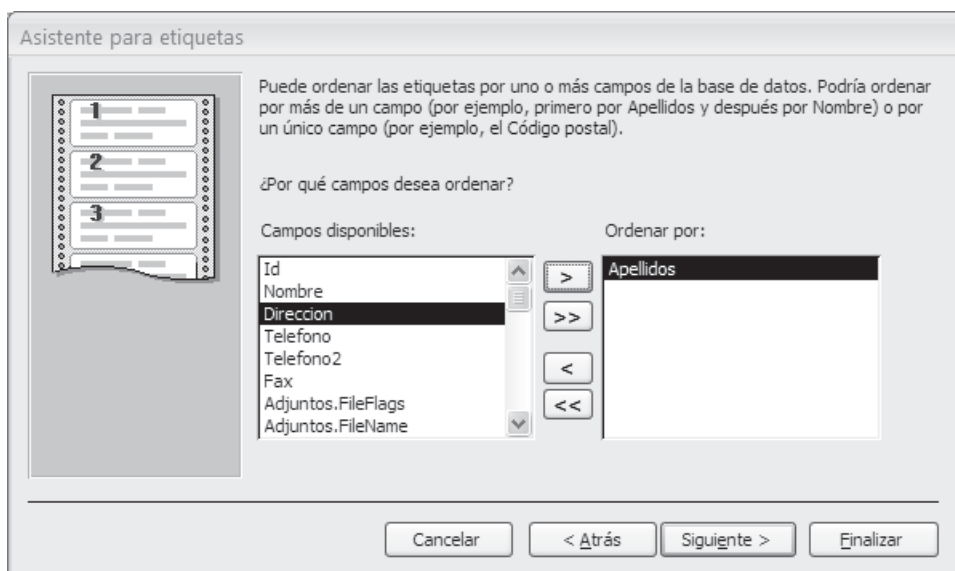 Asistente para etiquetas
1
2
3
Puede ordenar las etiquetas por uno o más campos de la base de datos. Podría ordenar
por más de un campo (por ejemplo, primero por Apellidos y después por Nombre) o por
un único campo (por ejemplo, el Código postal).
¿Por qué campos desea ordenar?
Campos disponibles:
Id
Nombre
Direccion
Telefono
Telefono2
Fax
Adjuntos.FileFlags
Adjuntos.FileName
>
>>
<
<<
Ordenar por:
Apellidos
Cancelar
< Atrás
Siguiente >
Finalizar